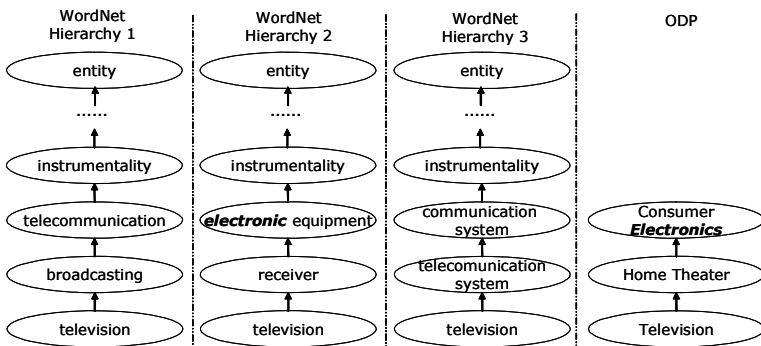 WordNet
Hierarchy 1
entity
......
instrumentality
telecommunication
broadcasting
television
WordNet
Hierarchy 2
entity
......
instrumentality
electronic equipment
receiver
television
WordNet
Hierarchy 3
entity
......
instrumentality
communication
system
telecomunication
system
television
ODP
Consumer
Electronics
Home Theater
Television